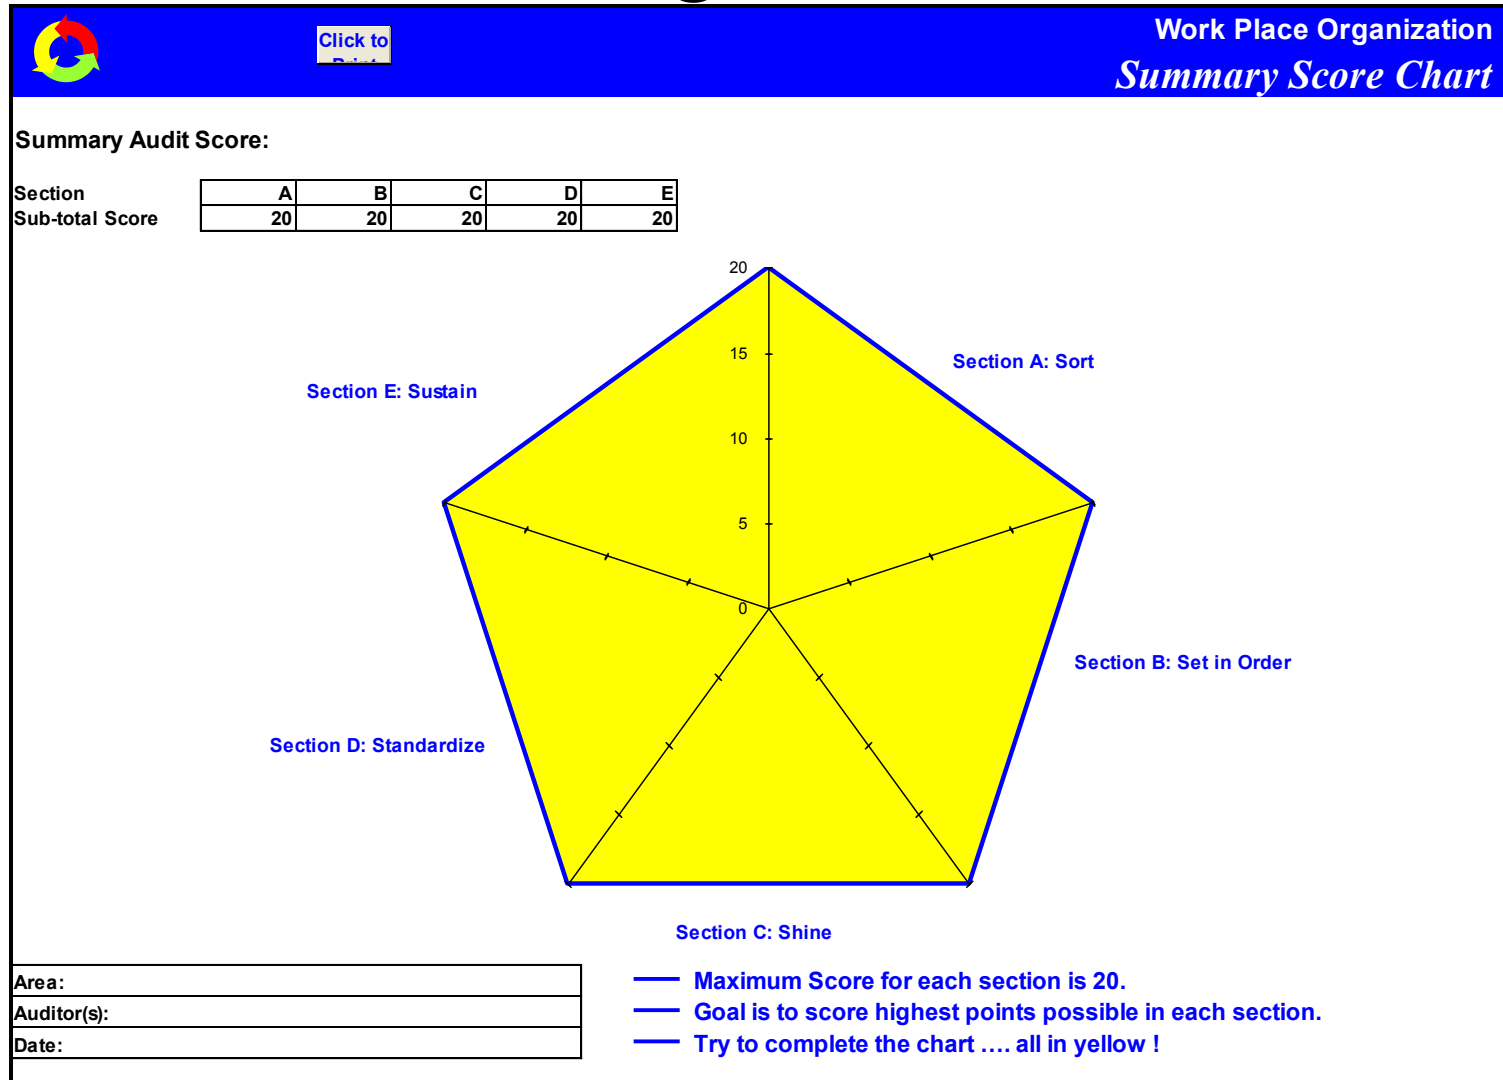 Click to
Print
Work Place Organization
Summary Score Chart
Summary Audit Score:
Section A B C D E
Sub-total Score 20 20 20 20 20
20
15
10
5
0
Section A: Sort
Section E: Sustain
Section B: Set in Order
Section D: Standardize
Section C: Shine
Area:
Auditor(s):
Date:
Maximum Score for each section is 20.
Goal is to score highest points possible in each section.
Try to complete the chart …. all in yellow !